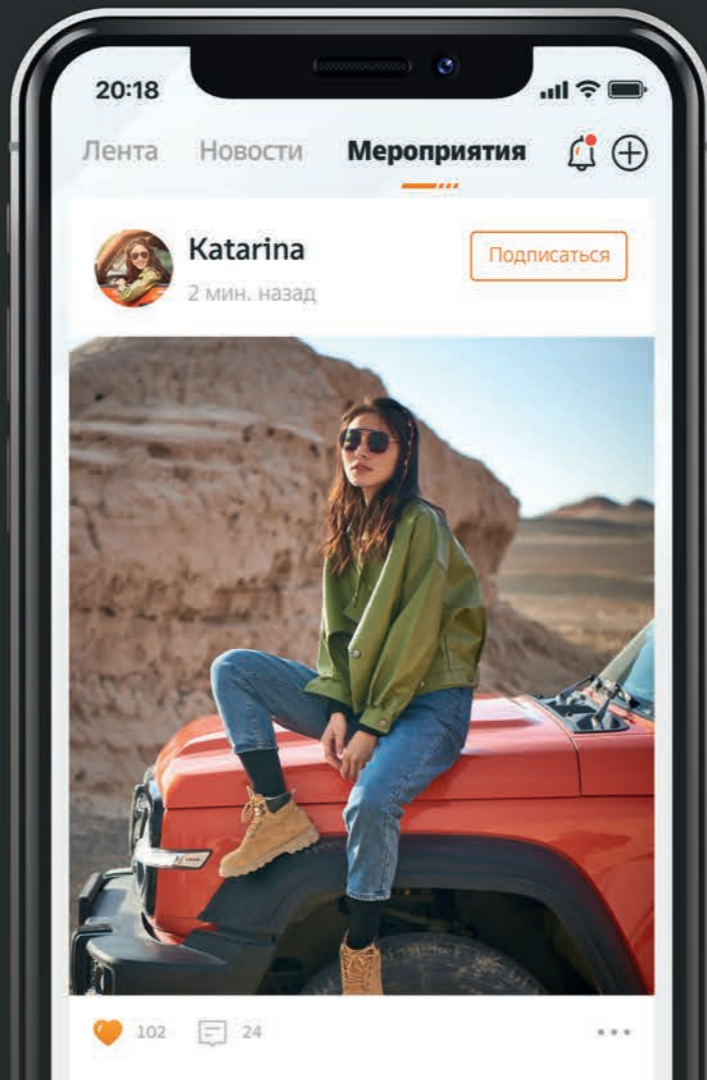 20:18
Лента Новости Мероприятия
Katarina
Подписаться
2 мин. назад
102 24